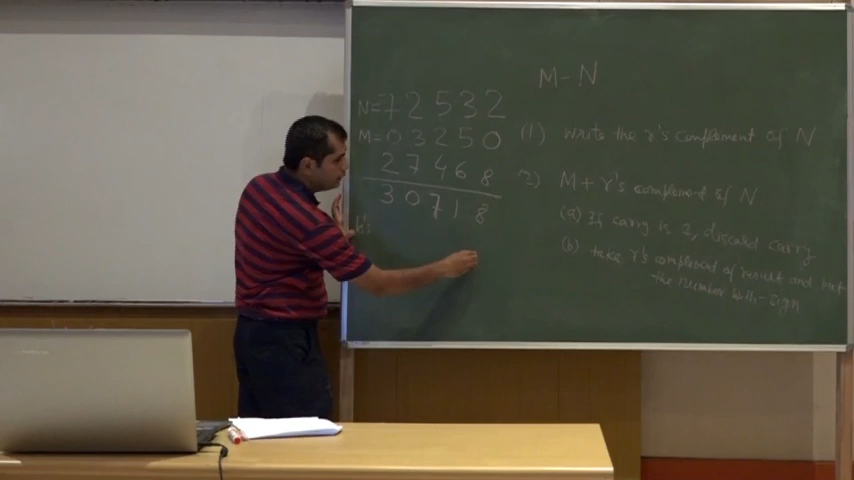 M-N
N=72532
M=03250
27468
30718
10's
(1) write the r's complement of N
2) M+r's complement of N
(a) If carry is 1, discard carry
(b) take r's complement of result and
the number with - sign